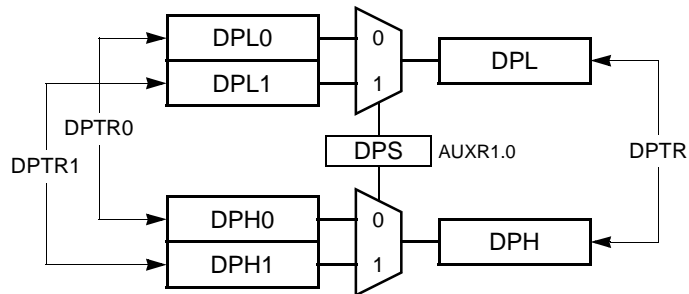 DPL0 0 DPL
DPL1 1
DPTR0
DPTR1 DPS AUXR1.0 DPTR
DPH0 0 DPH
DPH1 1